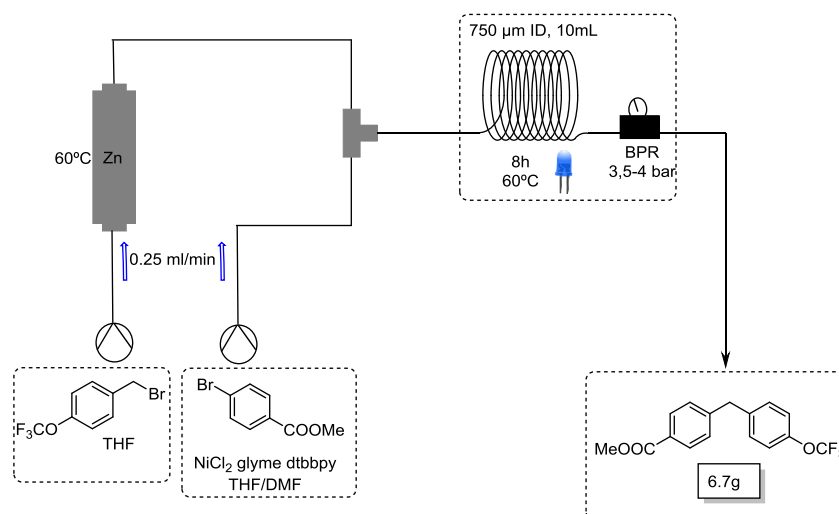 750 µm ID, 10mL
60ºC
Zn
8h
60ºC
BPR
3,5-4 bar
0.25 ml/min
Br
F₃CO
THF
Br
COOMe
NiCl₂ glyme dtbbpy
THF/DMF
MeOOC
OCF
6.7g